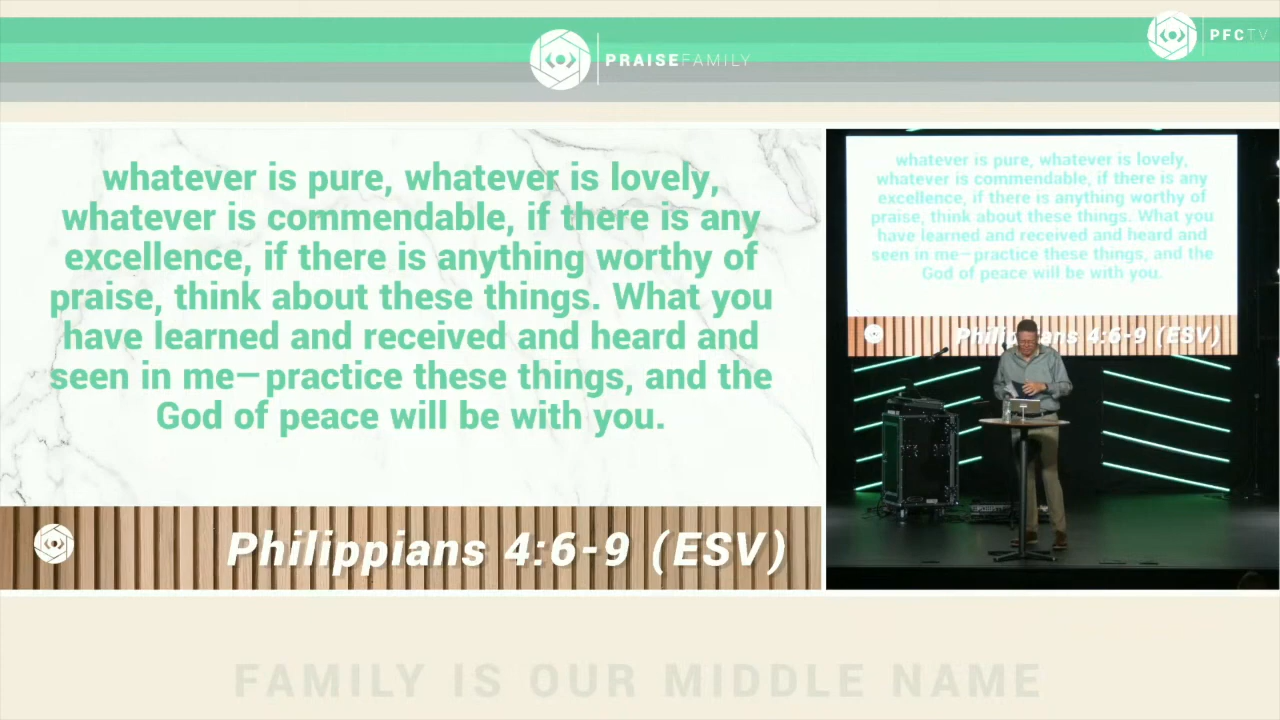 PRAISEFAMILY
PFCTV
whatever is pure, whatever is lovely,
whatever is commendable, if there is any
excellence, if there is anything worthy of
praise, think about these things. What you
have learned and received and heard and
seen in me—practice these things, and the
God of peace will be with you.
Philippians 4:6-9 (ESV)
whatever is pure, whatever is lovely,
whatever is commendable, if there is any
excellence, if there is anything worthy of
praise, think about these things. What you
have learned and received and heard and
seen in me—practice these things, and the
God of peace will be with you.
Philippians 4:6-9 (ESV)
FAMILY IS OUR MIDDLE NAME